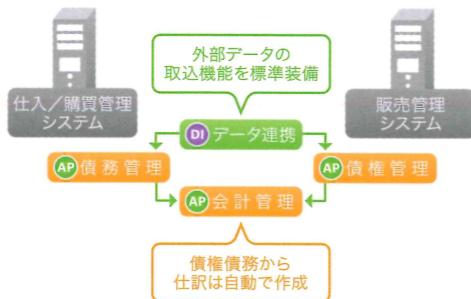 外部データの
取込機能を標準装備
仕入／購買管理
システム
販売管理
システム
DI データ連携
AP 債務管理
AP 債権管理
AP 会計管理
債権債務から
仕訳は自動で作成